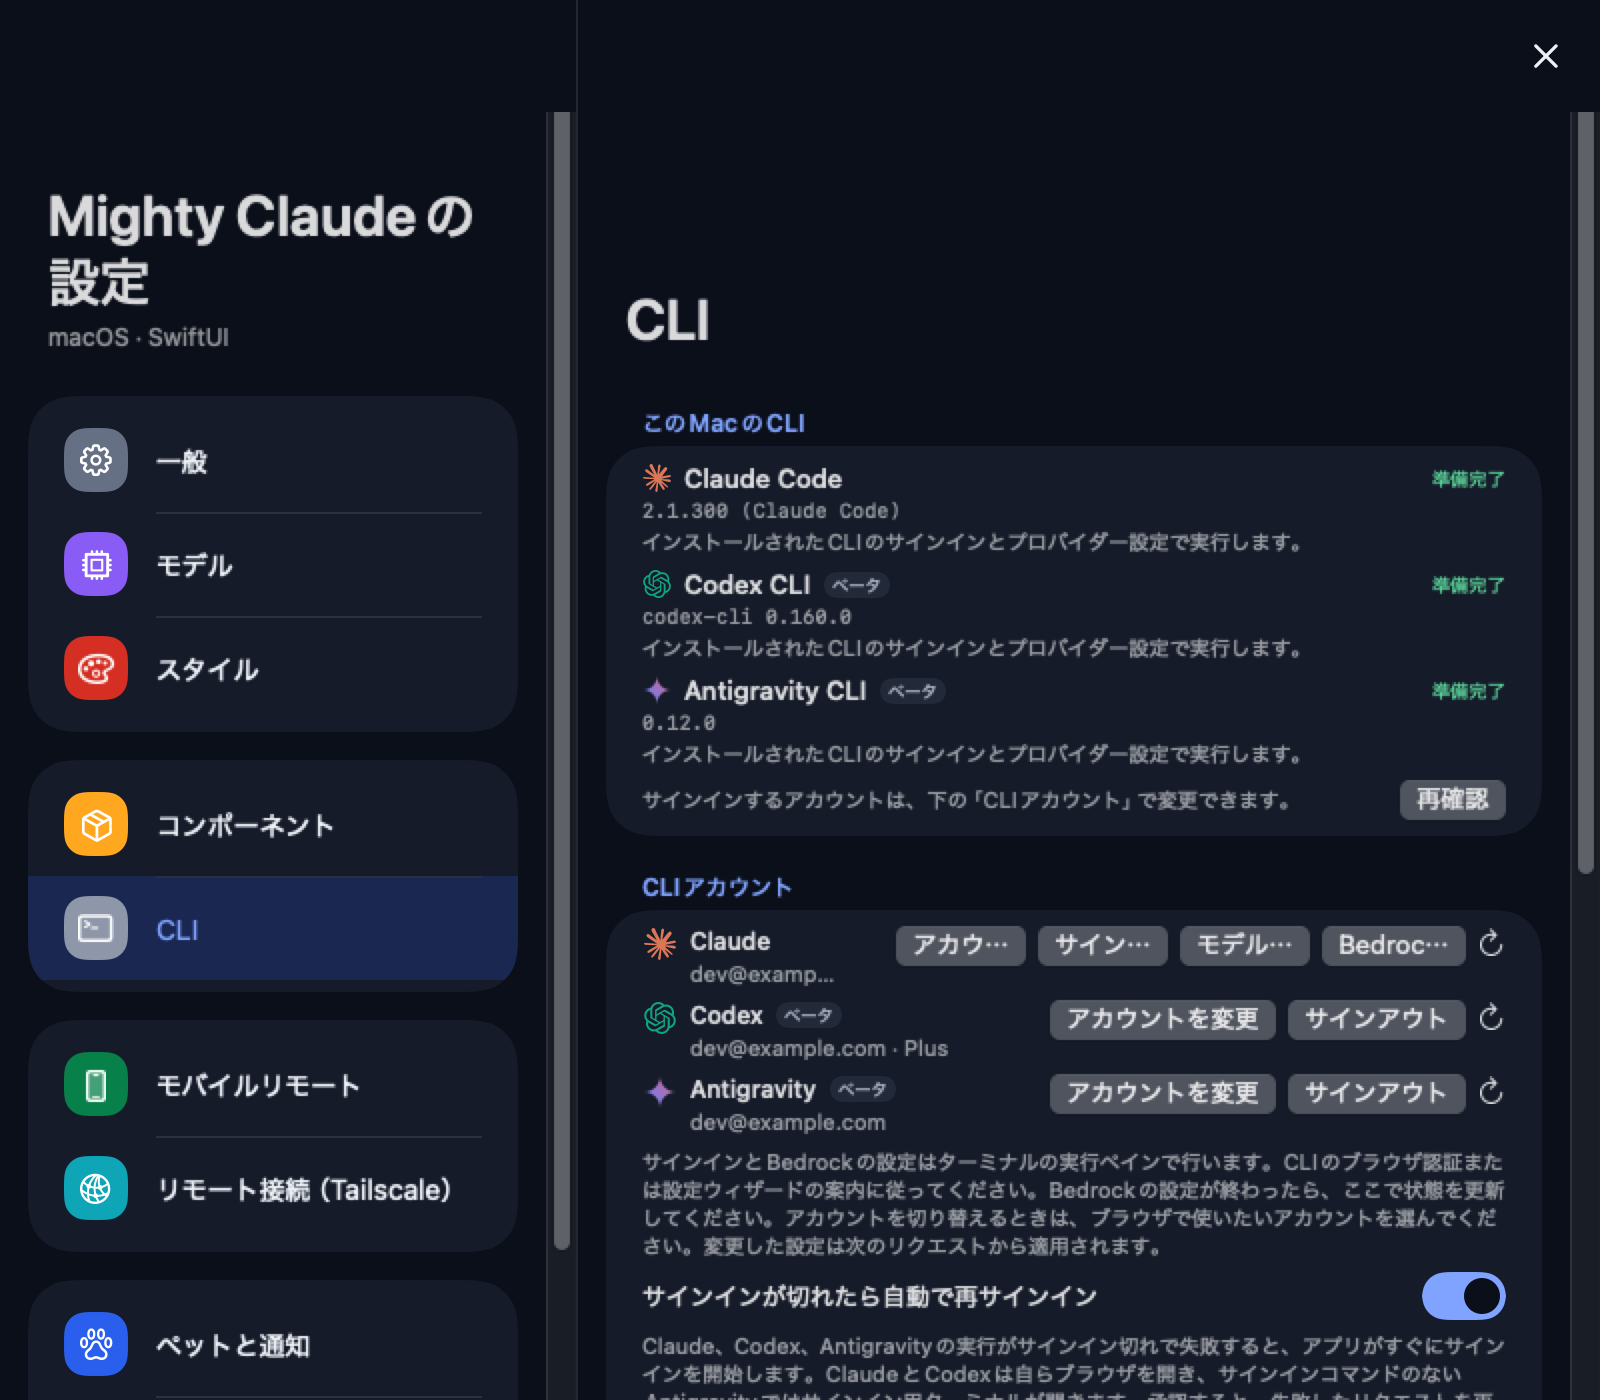 Mighty Claude の
設定
macOS · SwiftUI
一般
モデル
スタイル
コンポーネント
CLI
モバイルリモート
リモート接続 (Tailscale)
ペットと通知
CLI
このMacのCLI
Claude Code 準備完了
2.1.300 (Claude Code)
インストールされたCLIのサインインとプロバイダー設定で実行します。
Codex CLI ベータ 準備完了
codex-cli 0.160.0
インストールされたCLIのサインインとプロバイダー設定で実行します。
Antigravity CLI ベータ 準備完了
0.12.0
インストールされたCLIのサインインとプロバイダー設定で実行します。
サインインするアカウントは、下の「CLIアカウント」で変更できます。 再確認
CLIアカウント
Claude アカウ… サイン… モデル… Bedroc…
dev@examp...
Codex ベータ アカウントを変更 サインアウト
dev@example.com · Plus
Antigravity ベータ アカウントを変更 サインアウト
dev@example.com
サインインとBedrockの設定はターミナルの実行ペインで行います。CLIのブラウザ認証また
は設定ウィザードの案内に従ってください。Bedrockの設定が終わったら、ここで状態を更新
してください。アカウントを切り替えるときは、ブラウザで使いたいアカウントを選んでくだ
さい。変更した設定は次のリクエストから適用されます。
サインインが切れたら自動で再サインイン
Claude、Codex、Antigravityの実行がサインイン切れで失敗すると、アプリがすぐにサイン
インを開始します。ClaudeとCodexは自らブラウザを開き、サインインコマンドのない